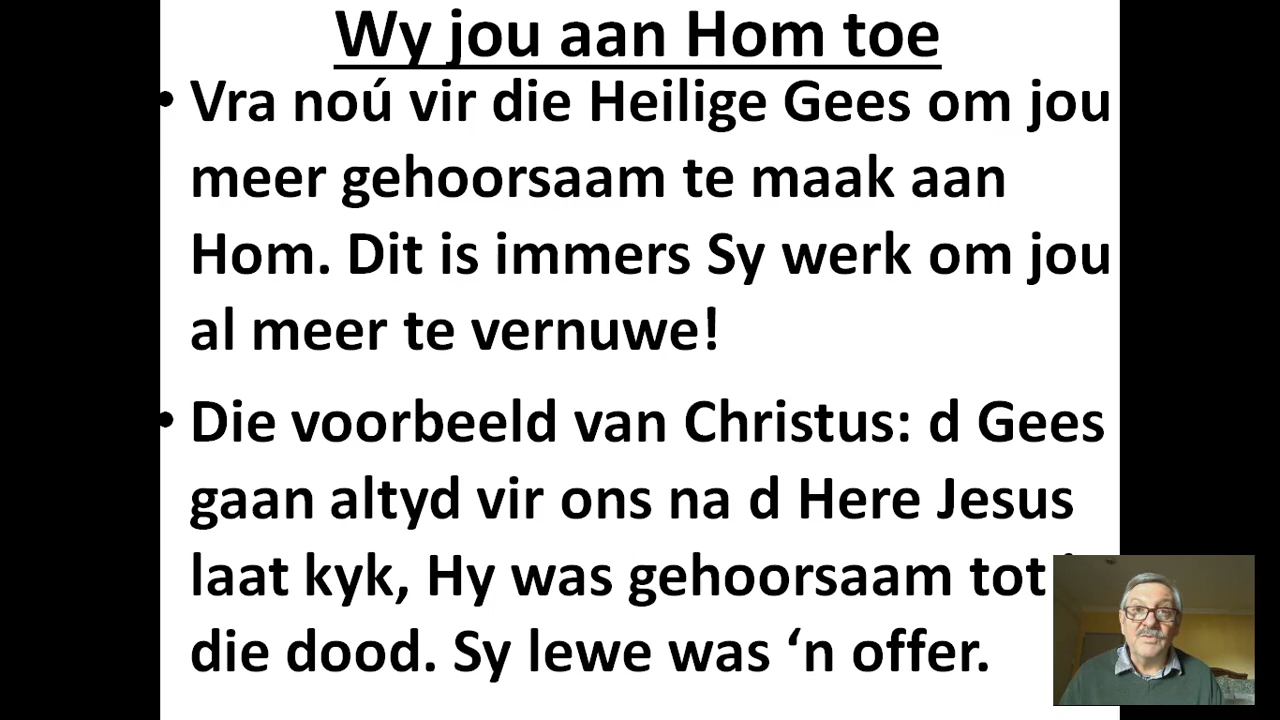 Wy jou aan Hom toe
• Vra noú vir die Heilige Gees om jou
meer gehoorsaam te maak aan
Hom. Dit is immers Sy werk om jou
al meer te vernuwe!
• Die voorbeeld van Christus: d Gees
gaan altyd vir ons na d Here Jesus
laat kyk, Hy was gehoorsaam tot
die dood. Sy lewe was ‘n offer.